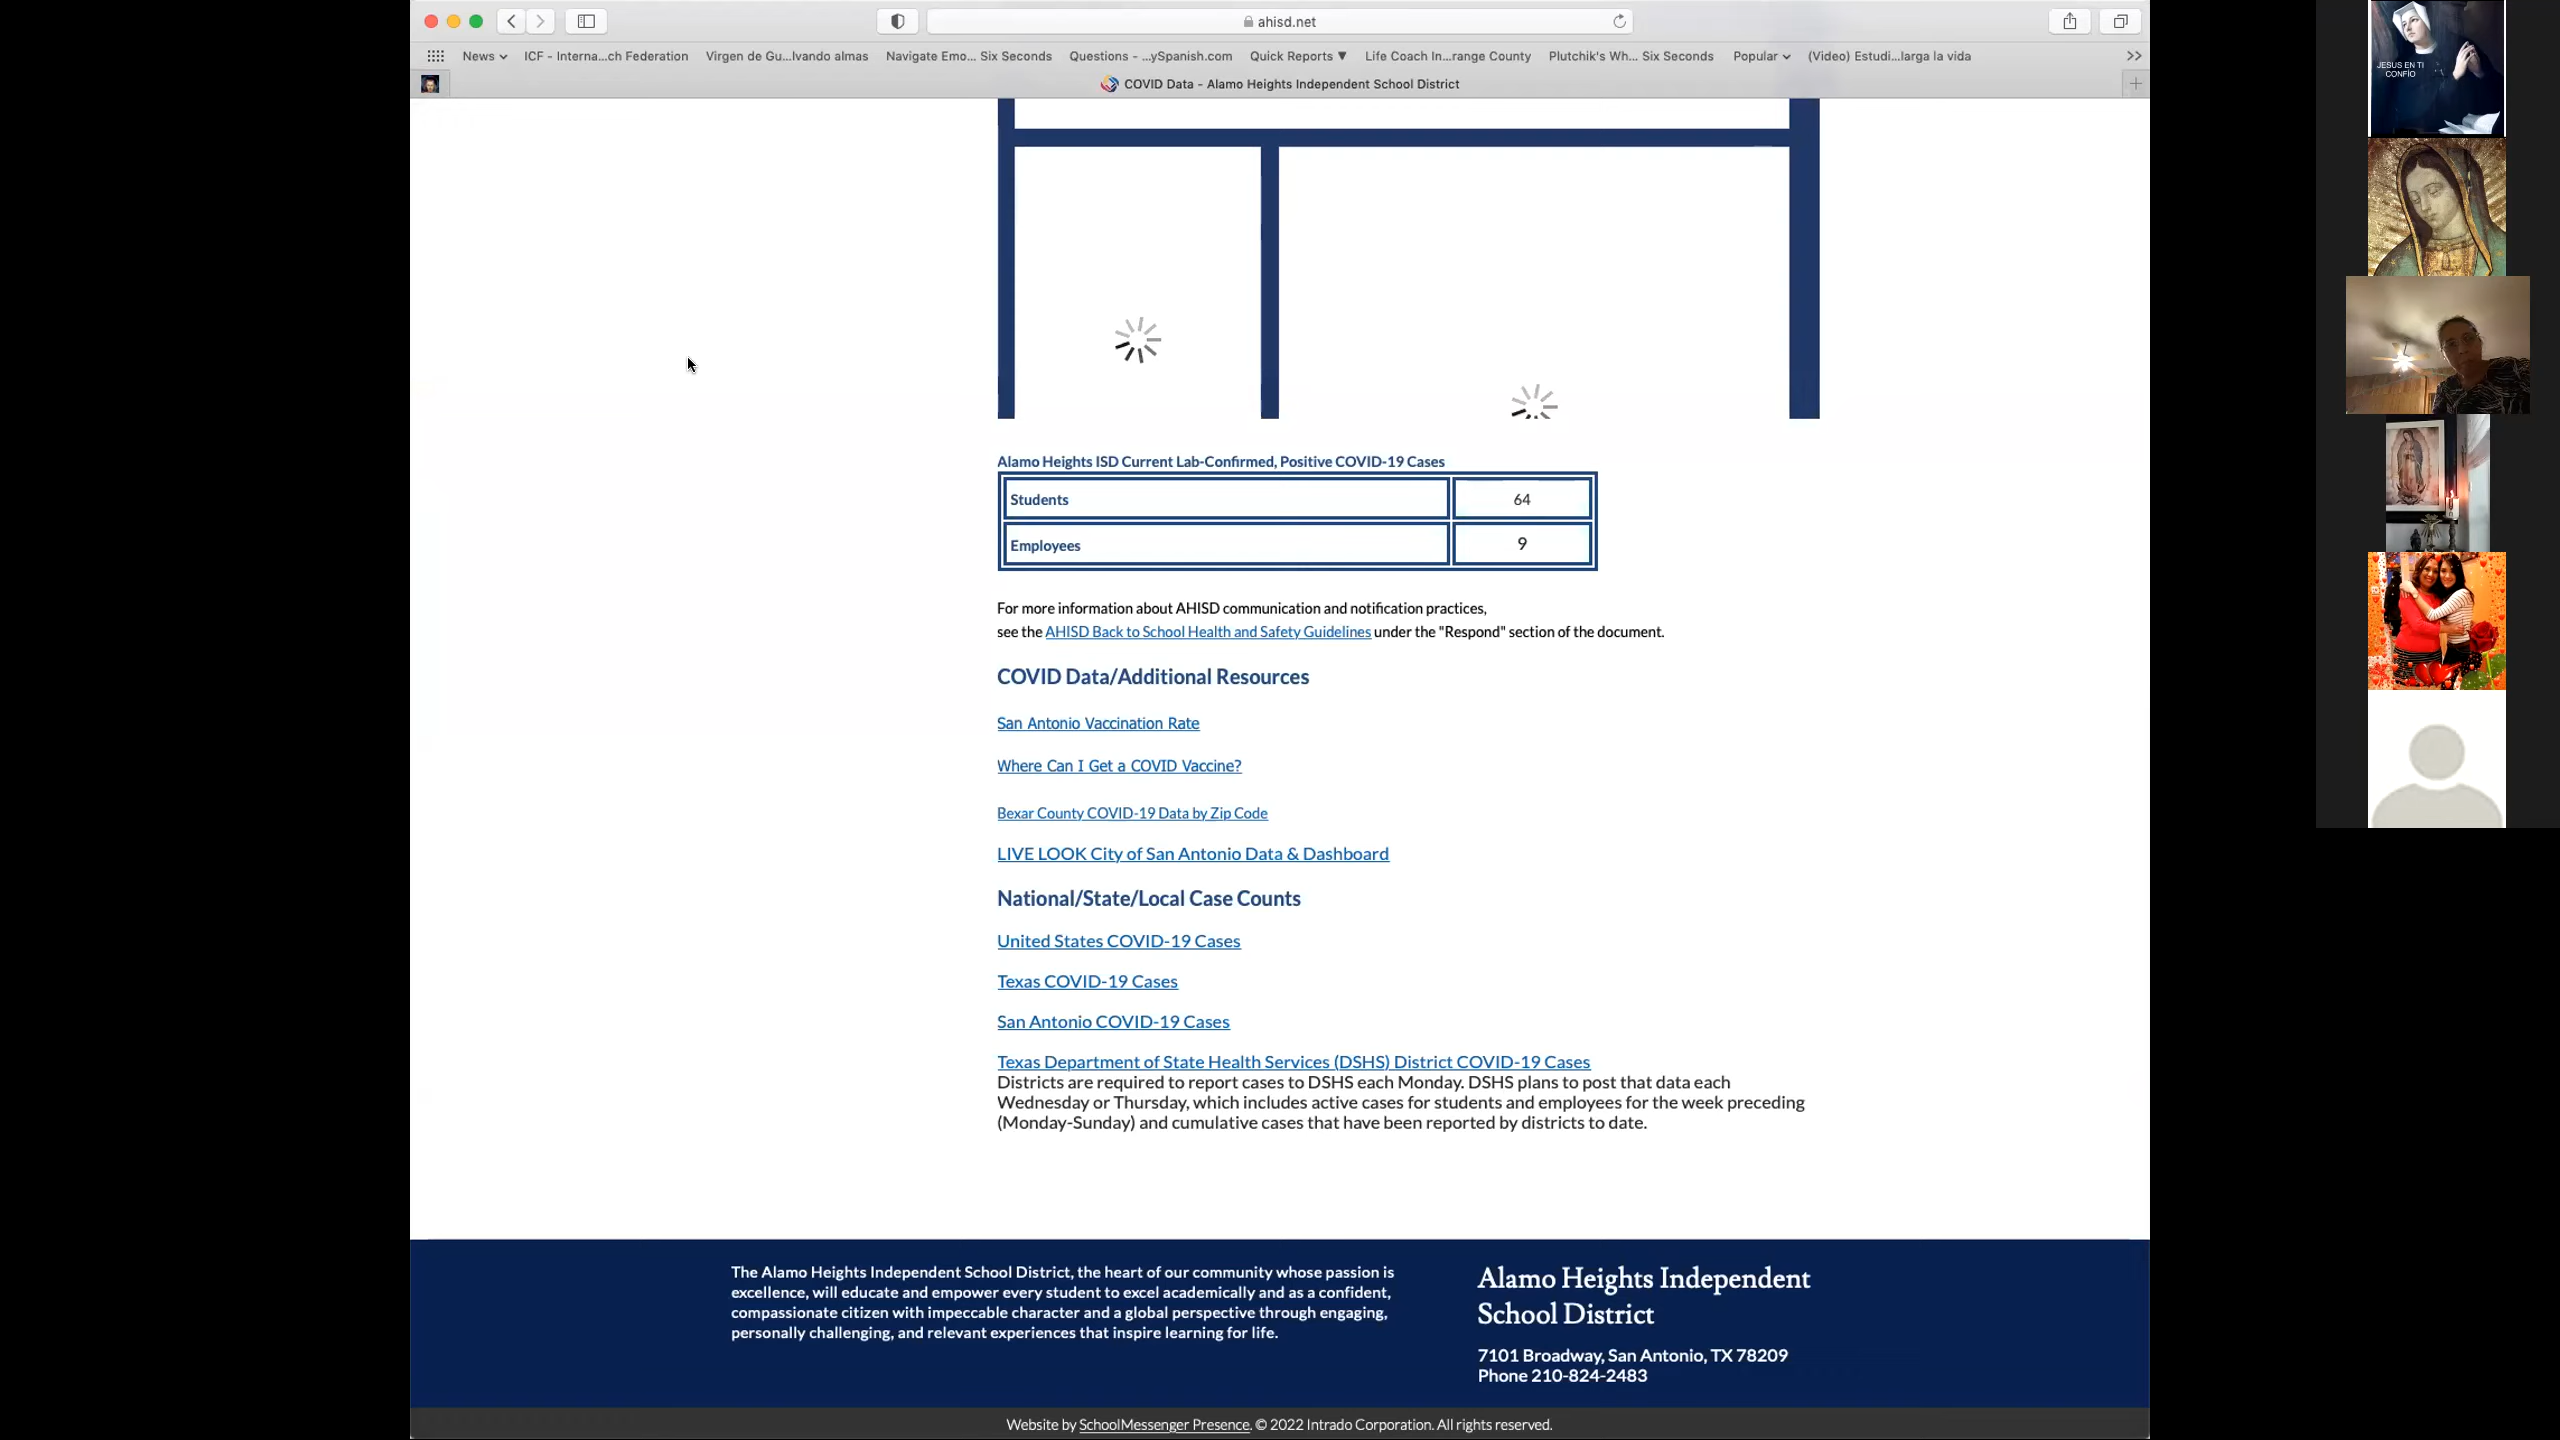 ahisd.net
News
ICF - Interna...ch Federation
Virgen de Gu...lvando almas
Navigate Emo... Six Seconds
Questions - ...ySpanish.com
Quick Reports ▼
Life Coach In...range County
Plutchik's Wh... Six Seconds
Popular
(Video) Estudi...larga la vida
COVID Data - Alamo Heights Independent School District
JESUS EN TI
CONFÍO
Alamo Heights ISD Current Lab-Confirmed, Positive COVID-19 Cases
Students 64
Employees 9
For more information about AHISD communication and notification practices,
see the AHISD Back to School Health and Safety Guidelines under the "Respond" section of the document.
COVID Data/Additional Resources
San Antonio Vaccination Rate
Where Can I Get a COVID Vaccine?
Bexar County COVID-19 Data by Zip Code
LIVE LOOK City of San Antonio Data & Dashboard
National/State/Local Case Counts
United States COVID-19 Cases
Texas COVID-19 Cases
San Antonio COVID-19 Cases
Texas Department of State Health Services (DSHS) District COVID-19 Cases
Districts are required to report cases to DSHS each Monday. DSHS plans to post that data each
Wednesday or Thursday, which includes active cases for students and employees for the week preceding
(Monday-Sunday) and cumulative cases that have been reported by districts to date.
The Alamo Heights Independent School District, the heart of our community whose passion is
excellence, will educate and empower every student to excel academically and as a confident,
compassionate citizen with impeccable character and a global perspective through engaging,
personally challenging, and relevant experiences that inspire learning for life.
Alamo Heights Independent
School District
7101 Broadway, San Antonio, TX 78209
Phone 210-824-2483
Website by SchoolMessenger Presence. © 2022 Intrado Corporation. All rights reserved.